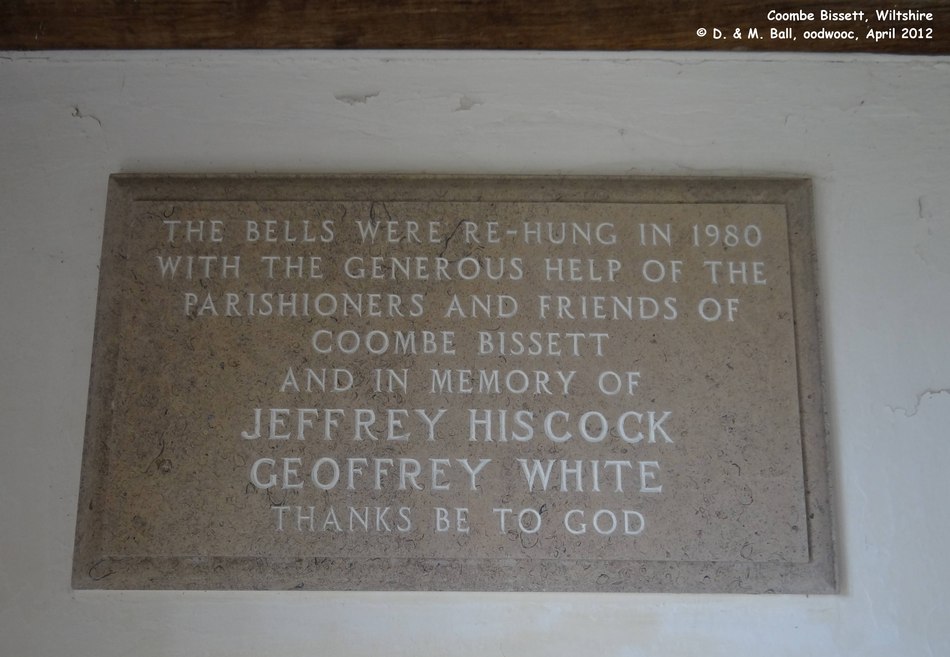 Coombe Bissett, Wiltshire
© D. & M. Ball, oodwooc, April 2012
THE BELLS WERE RE-HUNG IN 1980
WITH THE GENEROUS HELP OF THE
PARISHIONERS AND FRIENDS OF
COOMBE BISSETT
AND IN MEMORY OF
JEFFREY HISCOCK
GEOFFREY WHITE
THANKS BE TO GOD